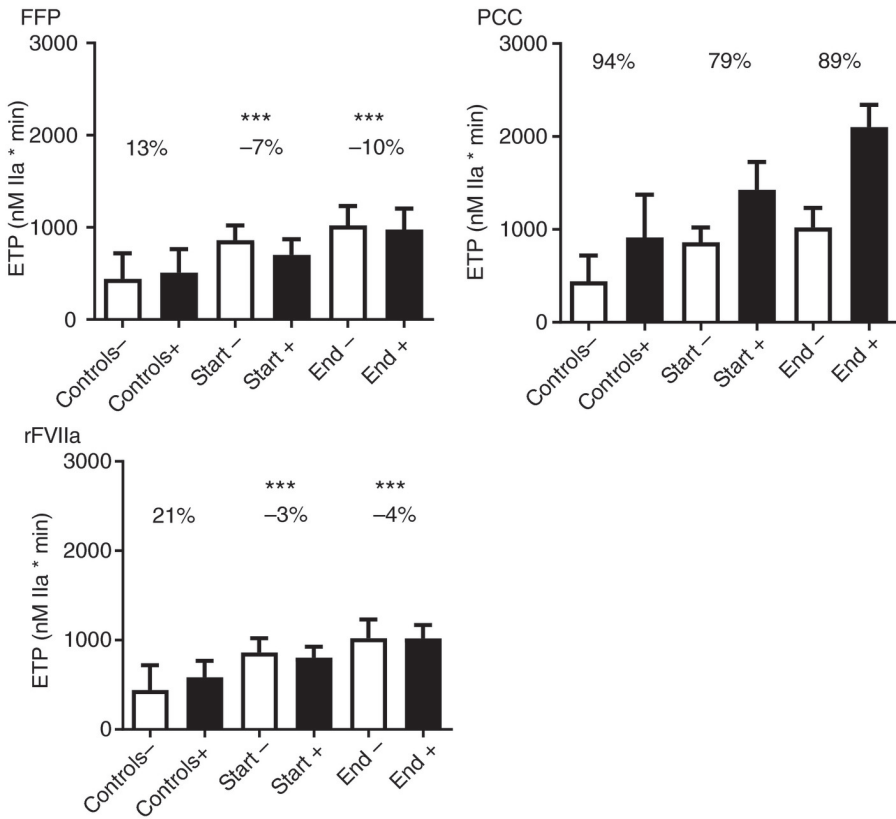 FFP
3000
2000
1000
0
ETP (nM IIa * min)
13%
***
–7%
***
–10%
Controls–
Controls+
Start –
Start +
End –
End +
PCC
3000
2000
1000
0
ETP (nM IIa * min)
94%
79%
89%
Controls–
Controls+
Start –
Start +
End –
End +
rFVIIa
3000
2000
1000
0
ETP (nM IIa * min)
21%
***
–3%
***
–4%
Controls–
Controls+
Start –
Start +
End –
End +